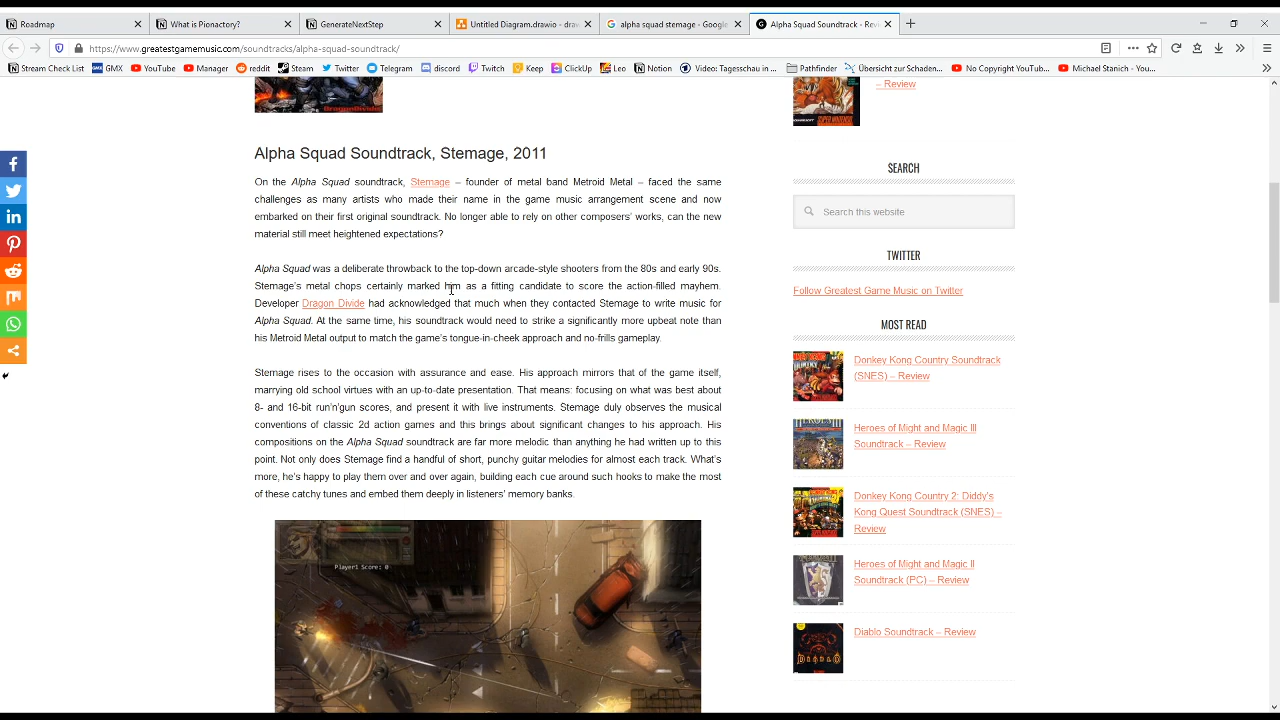 Roadmap
What is Pionactory?
GenerateNextStep
Untitled Diagram.drawio - drav
alpha squad stemage - Google
Alpha Squad Soundtrack - Revi
https://www.greatestgamemusic.com/soundtracks/alpha-squad-soundtrack/
Stream Check List
GMX
YouTube
Manager
reddit
Steam
Twitter
Telegram
discord
Twitch
Keep
ClickUp
I.O
Notion
Video: Tauesdau in
Pathfinder
Übersicht zu Schaden...
No Copyright YouTub...
Michael Stanich - You...
– Review
Alpha Squad Soundtrack, Stemage, 2011
On the Alpha Squad soundtrack, Stemage – founder of metal band Metroid Metal – faced the same
challenges as many artists who made their name in the game music arrangement scene and now
embarked on their first original soundtrack. No longer able to rely on other composers' works, can the new
material still meet heightened expectations?
Alpha Squad was a deliberate throwback to the top-down arcade-style shooters from the 80s and early 90s.
Stemage's metal chops certainly marked him as a fitting candidate to score the action-filled mayhem.
Developer Dragon Divide had acknowledged that much when they contacted Stemage to write music for
Alpha Squad. At the same time, his soundtrack would need to strike a significantly more upbeat note than
his Metroid Metal output to match the game's tongue-in-cheek approach and no-frills gameplay.
Stemage rises to the occasion with assurance and ease. His approach mirrors that of the game itself,
marrying old school virtues with an up-to-date presentation. That means: focusing on what was best about
8- and 16-bit run'n'gun scores, and present it with live instruments. Stemage duly observes the musical
conventions of classic 2d action games and this brings about significant changes to his approach. His
compositions on the Alpha Squad soundtrack are far more melodic than anything he had written up to this
point. Not only does Stemage find a handful of short, punchy guitar melodies for almost each track. What's
more, he's happy to play them over and over again, building each cue around such hooks to make the most
of these catchy tunes and embed them deeply in listeners' memory banks.
Player1 Score: 0
SEARCH
Search this website
TWITTER
Follow Greatest Game Music on Twitter
MOST READ
Donkey Kong Country Soundtrack
(SNES) – Review
Heroes of Might and Magic III
Soundtrack – Review
Donkey Kong Country 2: Diddy's
Kong Quest Soundtrack (SNES) –
Review
Heroes of Might and Magic II
Soundtrack (PC) – Review
Diablo Soundtrack – Review